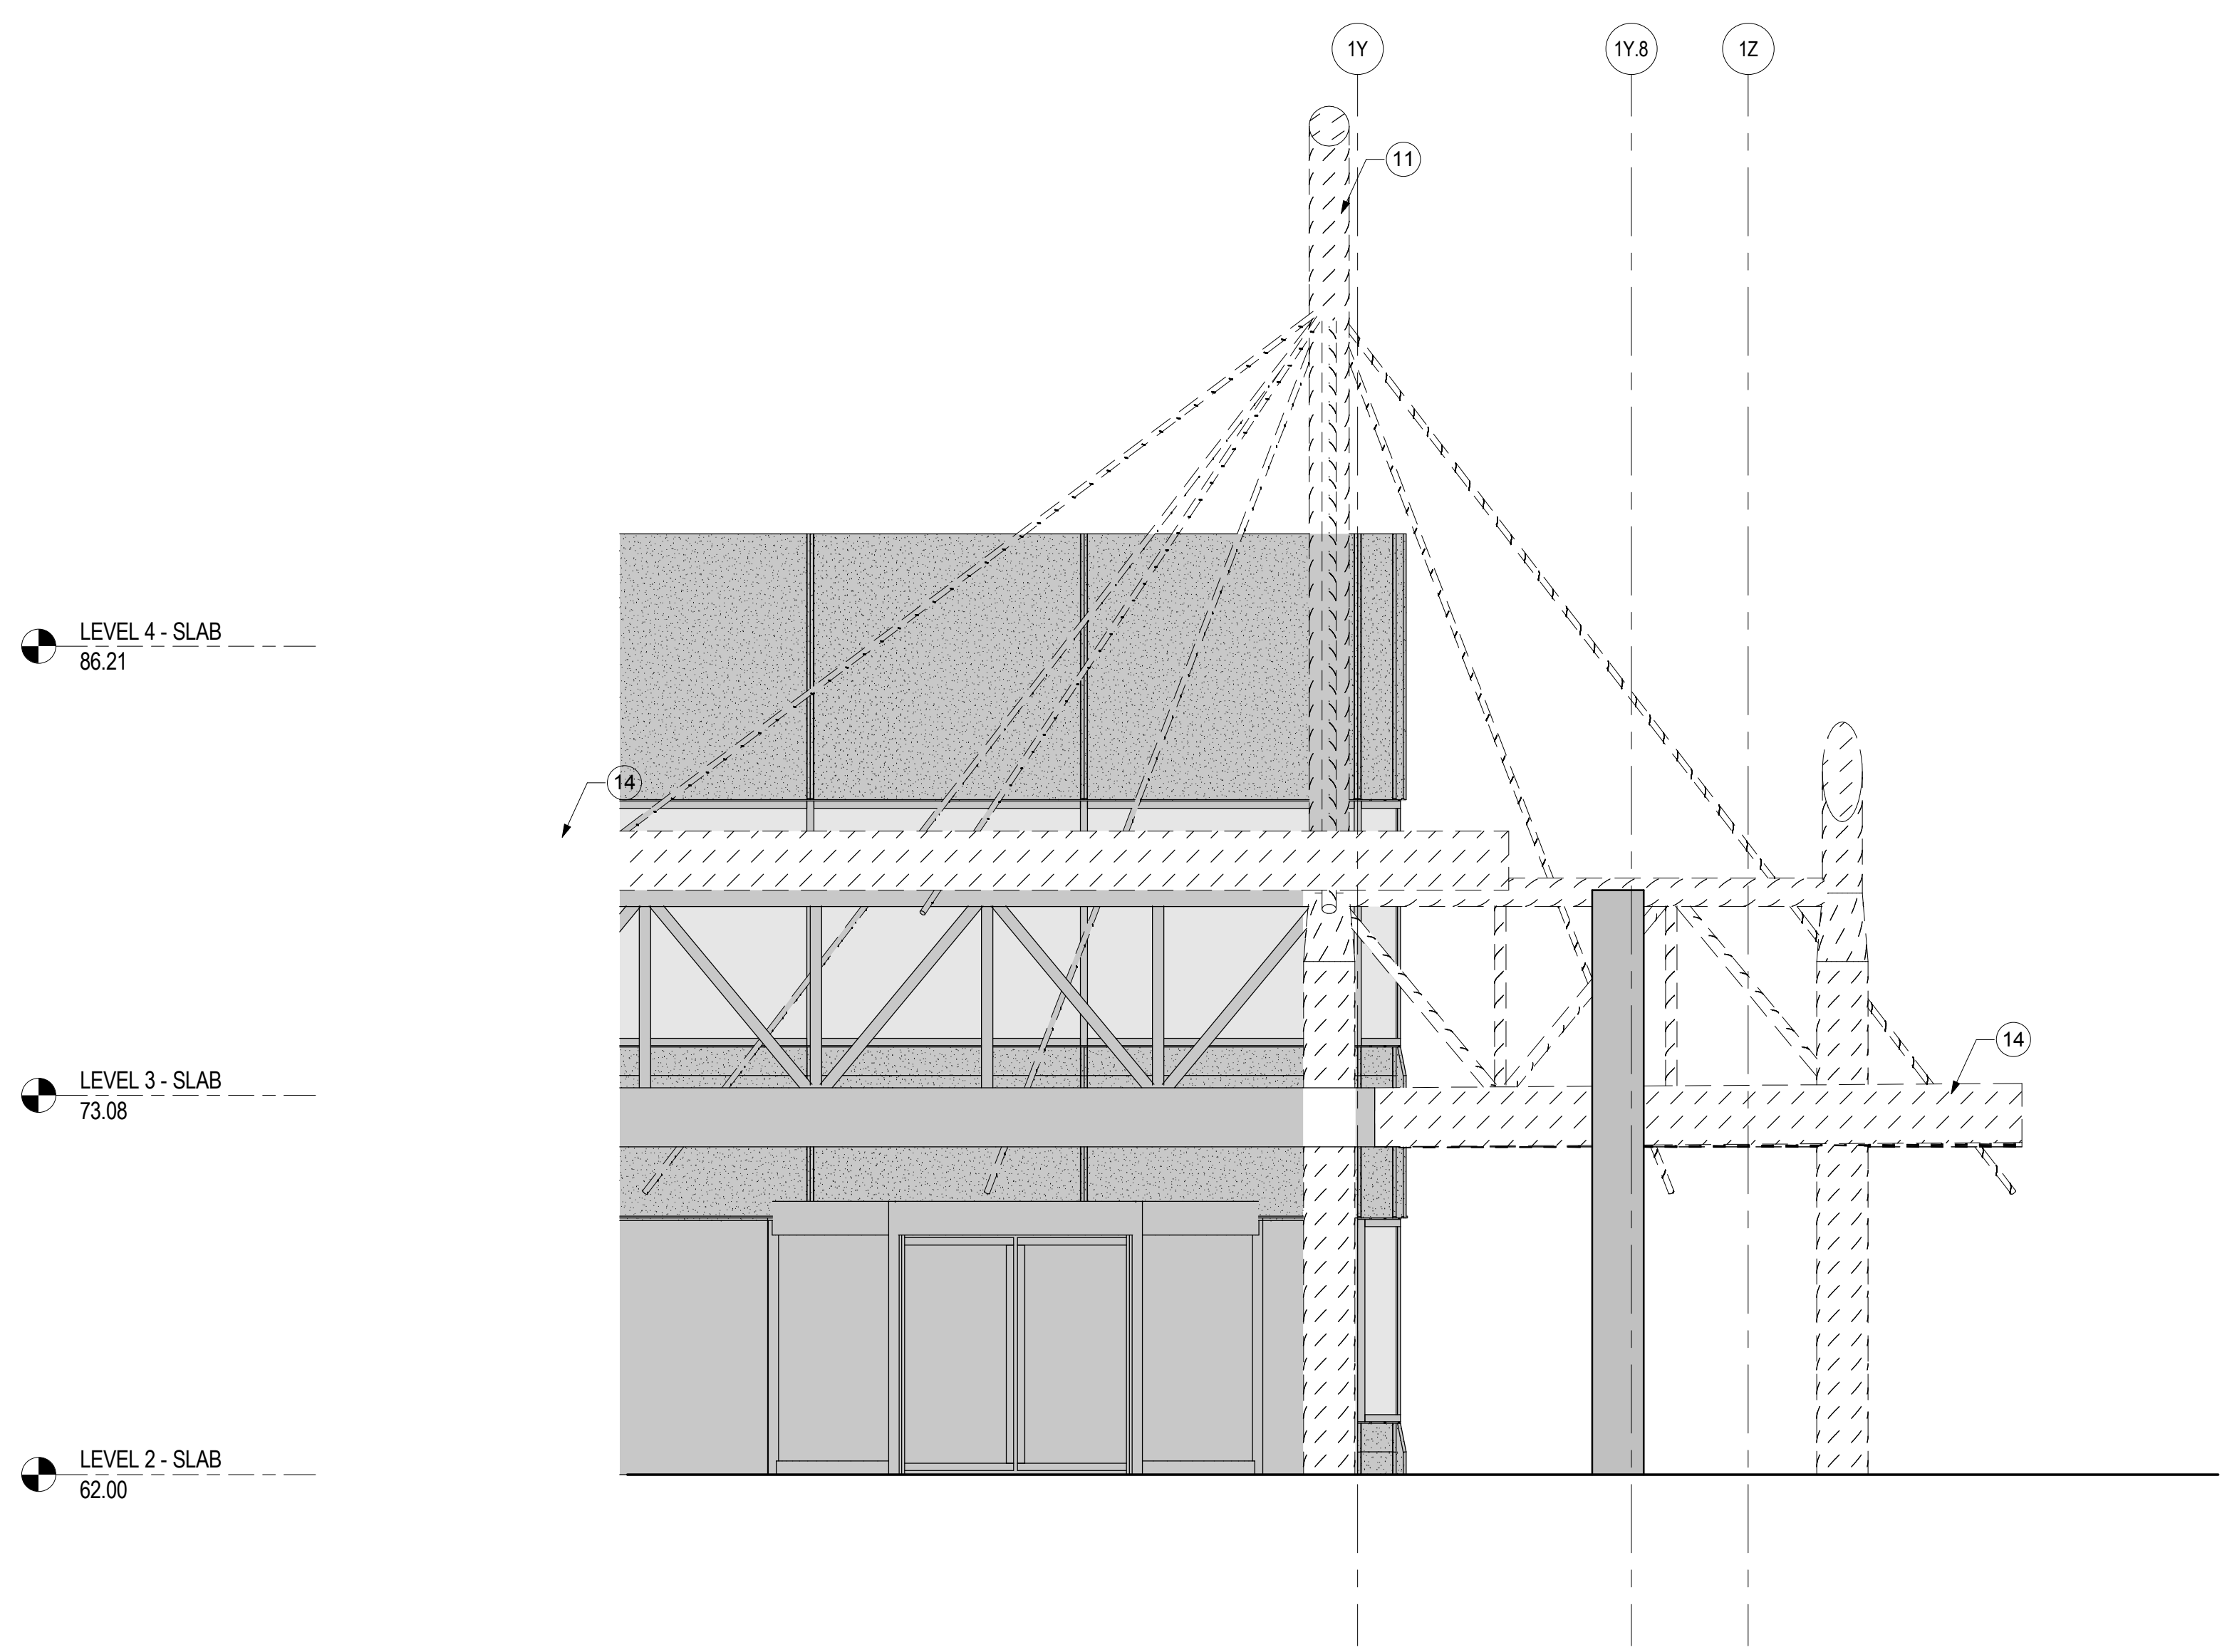 1Y
1Y.8
1Z
11
LEVEL 4 - SLAB
86.21
14
14
LEVEL 3 - SLAB
73.08
LEVEL 2 - SLAB
62.00